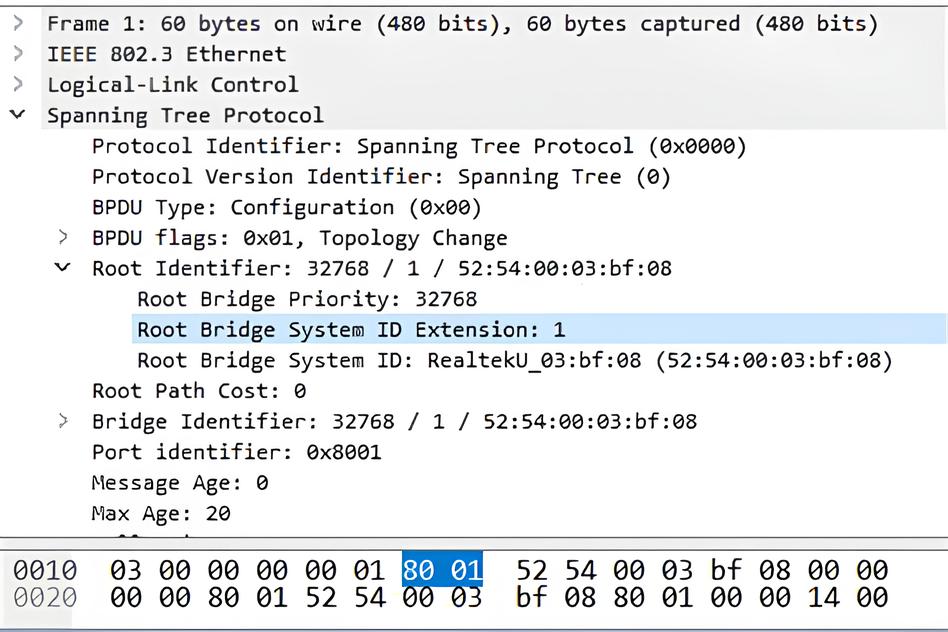 Frame 1: 60 bytes on wire (480 bits), 60 bytes captured (480 bits)
IEEE 802.3 Ethernet
Logical-Link Control
Spanning Tree Protocol
Protocol Identifier: Spanning Tree Protocol (0x0000)
Protocol Version Identifier: Spanning Tree (0)
BPDU Type: Configuration (0x00)
BPDU flags: 0x01, Topology Change
Root Identifier: 32768 / 1 / 52:54:00:03:bf:08
Root Bridge Priority: 32768
Root Bridge System ID Extension: 1
Root Bridge System ID: RealtekU_03:bf:08 (52:54:00:03:bf:08)
Root Path Cost: 0
Bridge Identifier: 32768 / 1 / 52:54:00:03:bf:08
Port identifier: 0x8001
Message Age: 0
Max Age: 20
0010 03 00 00 00 00 01 80 01 52 54 00 03 bf 08 00 00
0020 00 00 80 01 52 54 00 03 bf 08 80 01 00 00 14 00